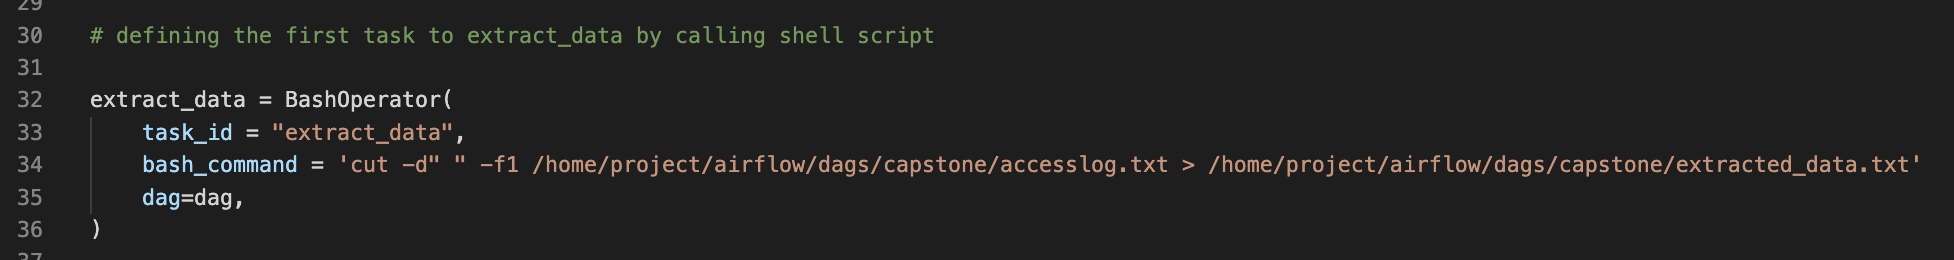 29
30 # defining the first task to extract_data by calling shell script
31
32 extract_data = BashOperator(
33 task_id = "extract_data",
34 bash_command = 'cut -d" " -f1 /home/project/airflow/dags/capstone/accesslog.txt > /home/project/airflow/dags/capstone/extracted_data.txt'
35 dag=dag,
36 )
37